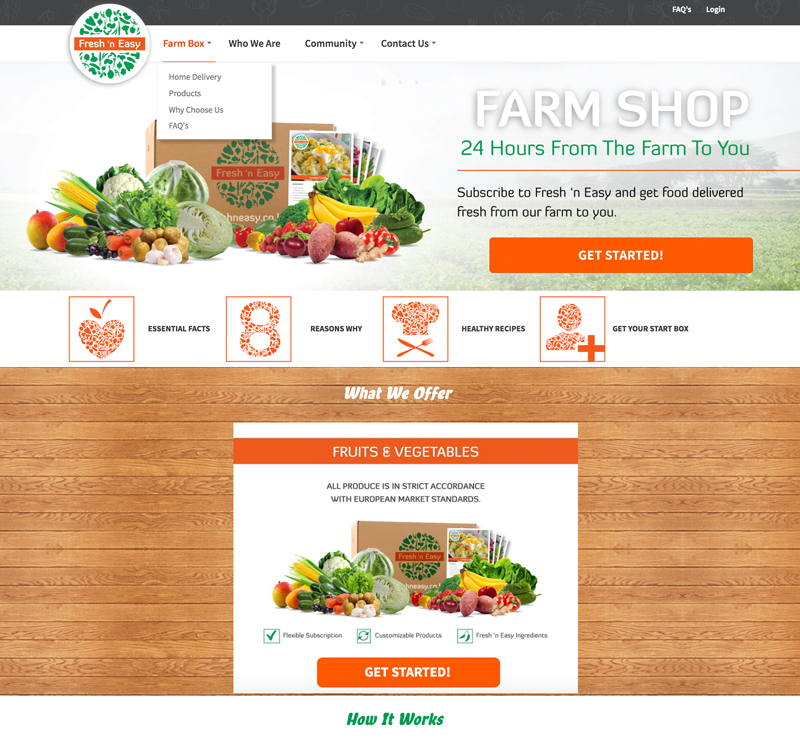 FAQ's Login
Fresh 'n Easy
Farm Box Who We Are Community Contact Us
Home Delivery
Products
Why Choose Us
FAQ's
FARM SHOP
24 Hours From The Farm To You
Subscribe to Fresh 'n Easy and get food delivered
fresh from our farm to you.
GET STARTED!
Fresh 'n Easy
hneasy.co.
ESSENTIAL FACTS
8
REASONS WHY
HEALTHY RECIPES
GET YOUR START BOX
What We Offer
FRUITS & VEGETABLES
ALL PRODUCE IS IN STRICT ACCORDANCE
WITH EUROPEAN MARKET STANDARDS.
Fresh 'n Easy
hneasy.co.
Flexible Subscription Customizable Products Fresh 'n Easy Ingredients
GET STARTED!
How It Works